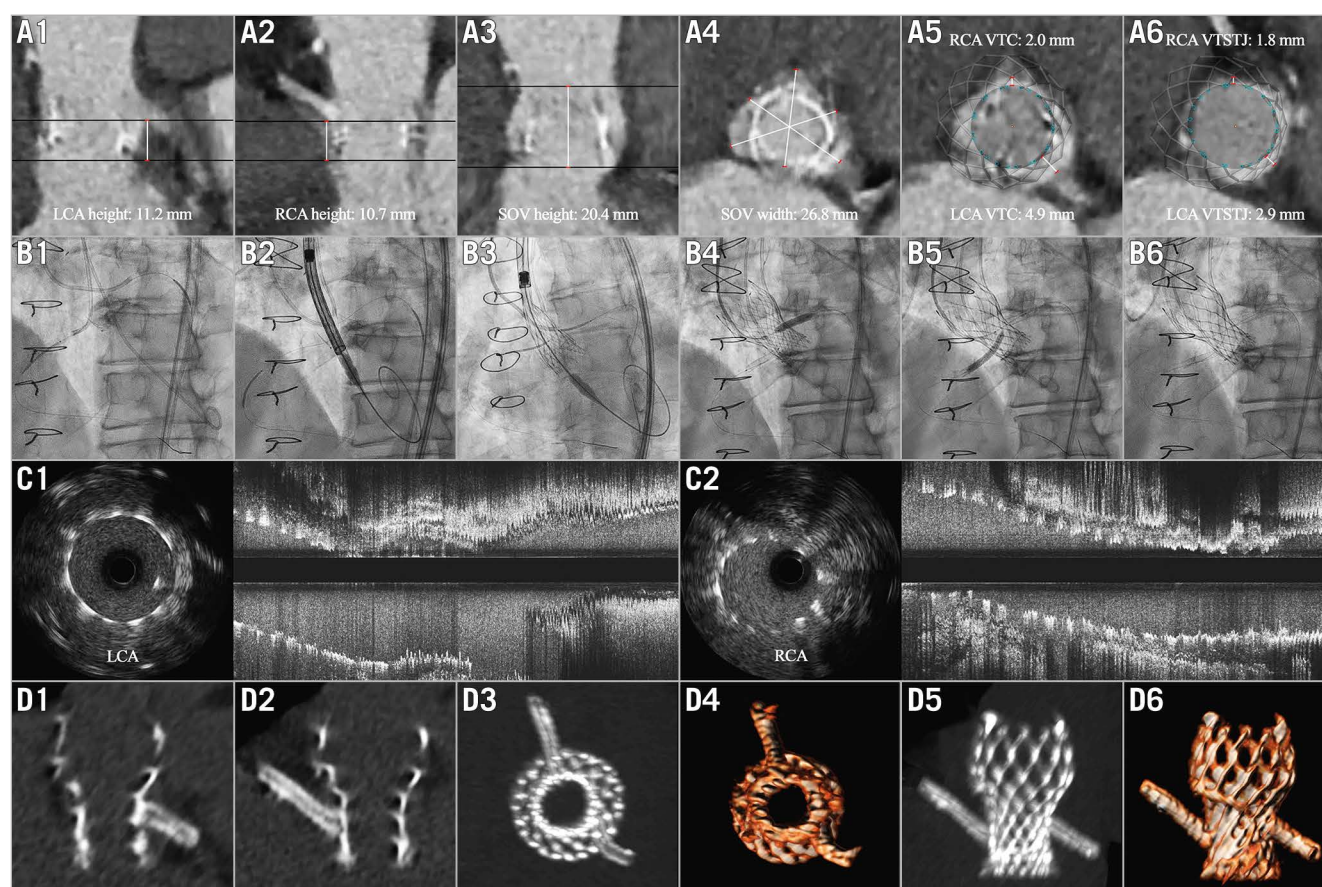 A1
LCA height: 11.2 mm
A2
RCA height: 10.7 mm
A3
SOV height: 20.4 mm
A4
SOV width: 26.8 mm
A5
RCA VTC: 2.0 mm
LCA VTC: 4.9 mm
A6
RCA VTSTJ: 1.8 mm
LCA VTSTJ: 2.9 mm
B1
B2
B3
B4
B5
B6
C1
LCA
C2
RCA
D1
D2
D3
D4
D5
D6